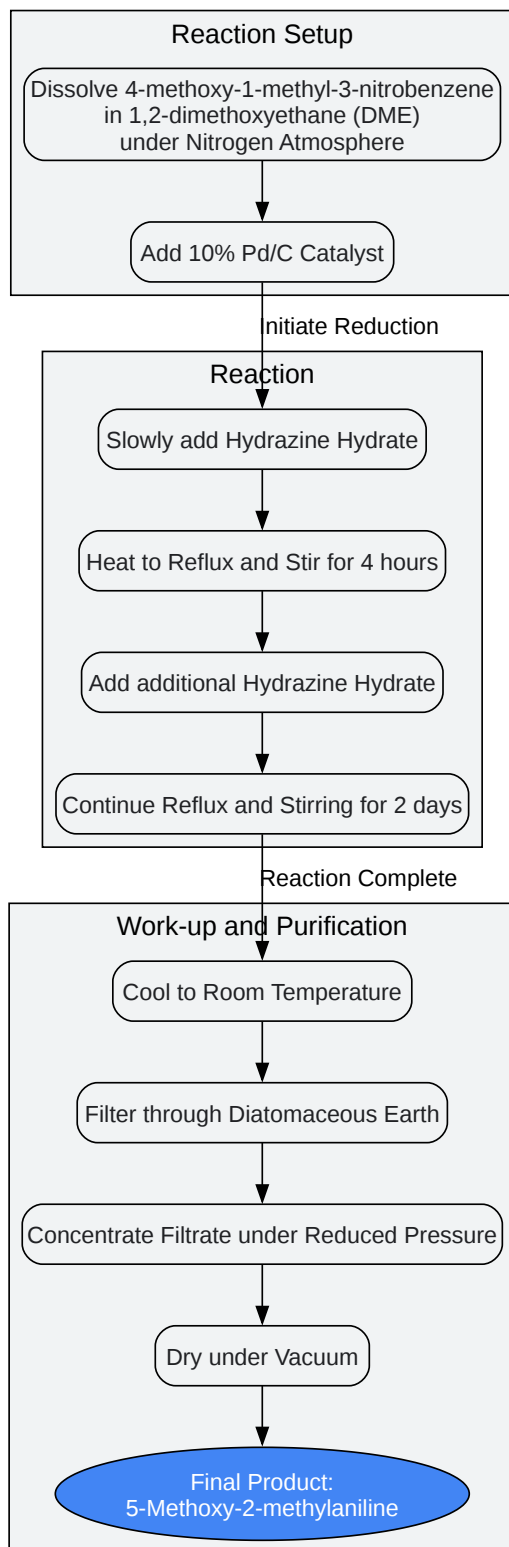 Reaction Setup
Dissolve 4-methoxy-1-methyl-3-nitrobenzene
in 1,2-dimethoxyethane (DME)
under Nitrogen Atmosphere
Add 10% Pd/C Catalyst
Initiate Reduction
Reaction
Slowly add Hydrazine Hydrate
Heat to Reflux and Stir for 4 hours
Add additional Hydrazine Hydrate
Continue Reflux and Stirring for 2 days
Reaction Complete
Work-up and Purification
Cool to Room Temperature
Filter through Diatomaceous Earth
Concentrate Filtrate under Reduced Pressure
Dry under Vacuum
Final Product:
5-Methoxy-2-methylaniline